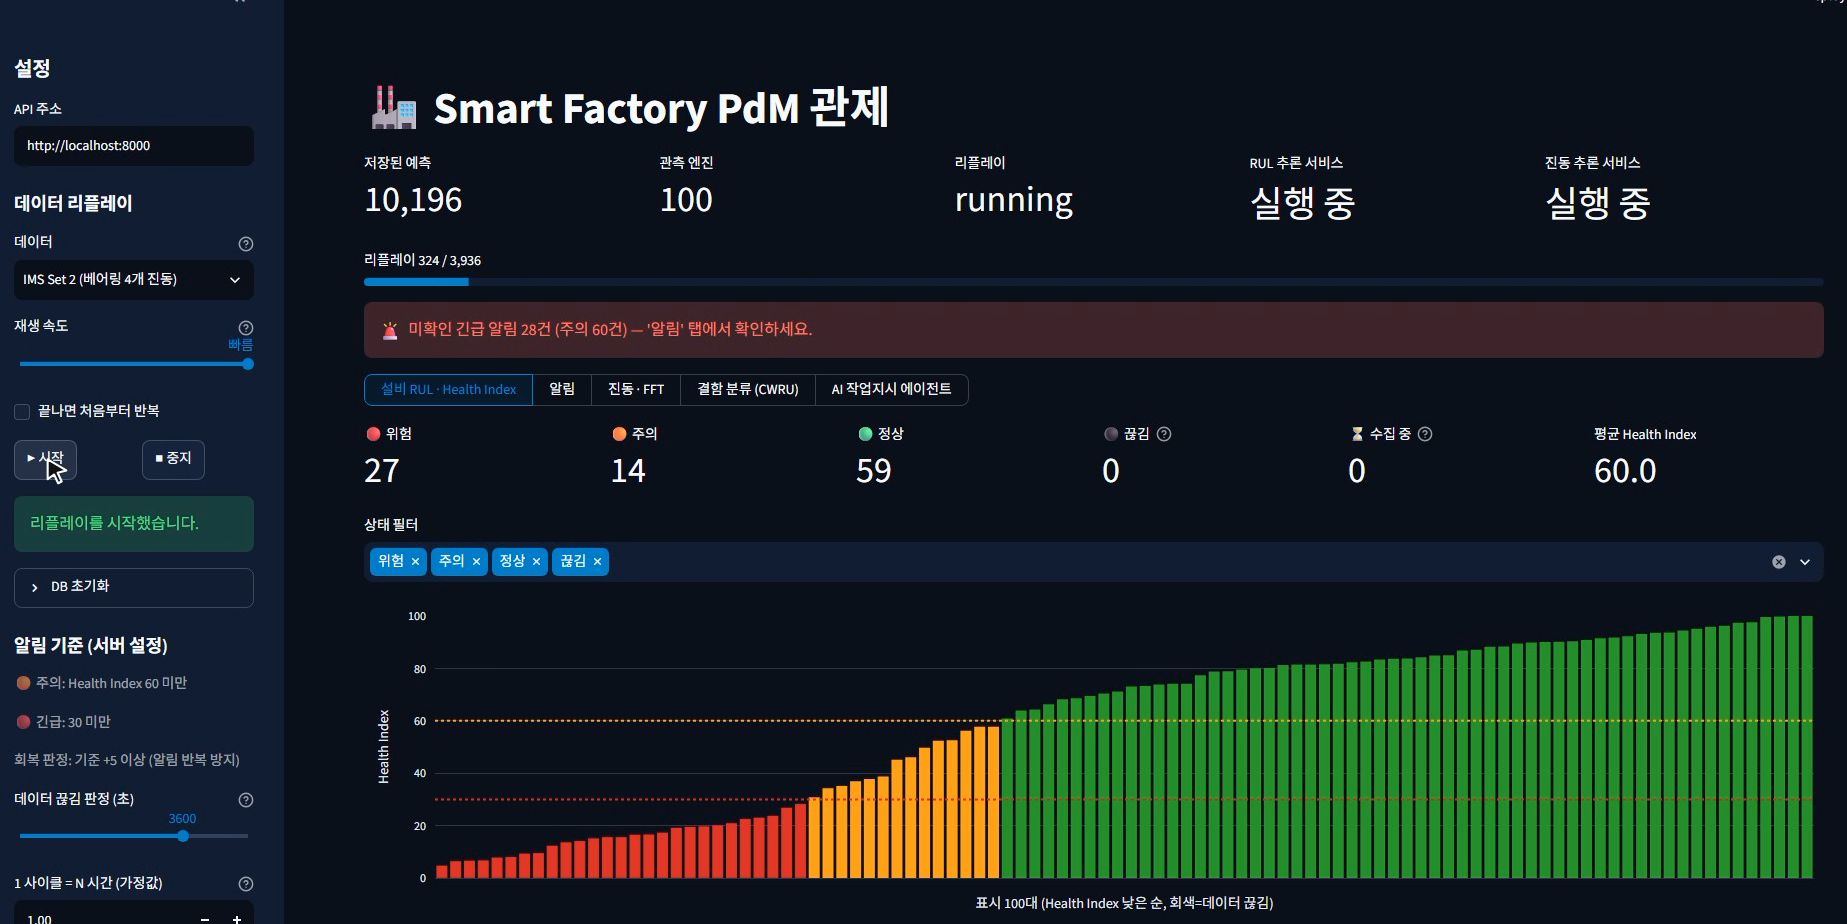 설정
API 주소
http://localhost:8000
데이터 리플레이
데이터
IMS Set 2 (베어링 4개 진동)
재생 속도
빠름
끝나면 처음부터 반복
▶ 시작
■ 중지
리플레이를 시작했습니다.
DB 초기화
알림 기준 (서버 설정)
주의: Health Index 60 미만
긴급: 30 미만
회복 판정: 기준 +5 이상 (알림 반복 방지)
데이터 끊김 판정 (초)
3600
1 사이클 = N 시간 (가정값)
1.00
Smart Factory PdM 관제
저장된 예측
10,196
관측 엔진
100
리플레이
running
RUL 추론 서비스
실행 중
진동 추론 서비스
실행 중
리플레이 324 / 3,936
미확인 긴급 알림 28건 (주의 60건) — '알림' 탭에서 확인하세요.
설비 RUL · Health Index
알림
진동 · FFT
결함 분류 (CWRU)
AI 작업지시 에이전트
위험
27
주의
14
정상
59
끊김
0
수집 중
0
평균 Health Index
60.0
상태 필터
위험 ×
주의 ×
정상 ×
끊김 ×
100
80
60
40
20
0
Health Index
표시 100대 (Health Index 낮은 순, 회색=데이터 끊김)